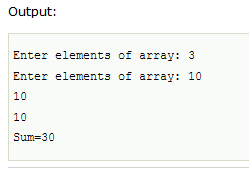 Output:
Enter elements of array: 3
Enter elements of array: 10
10
10
Sum=30